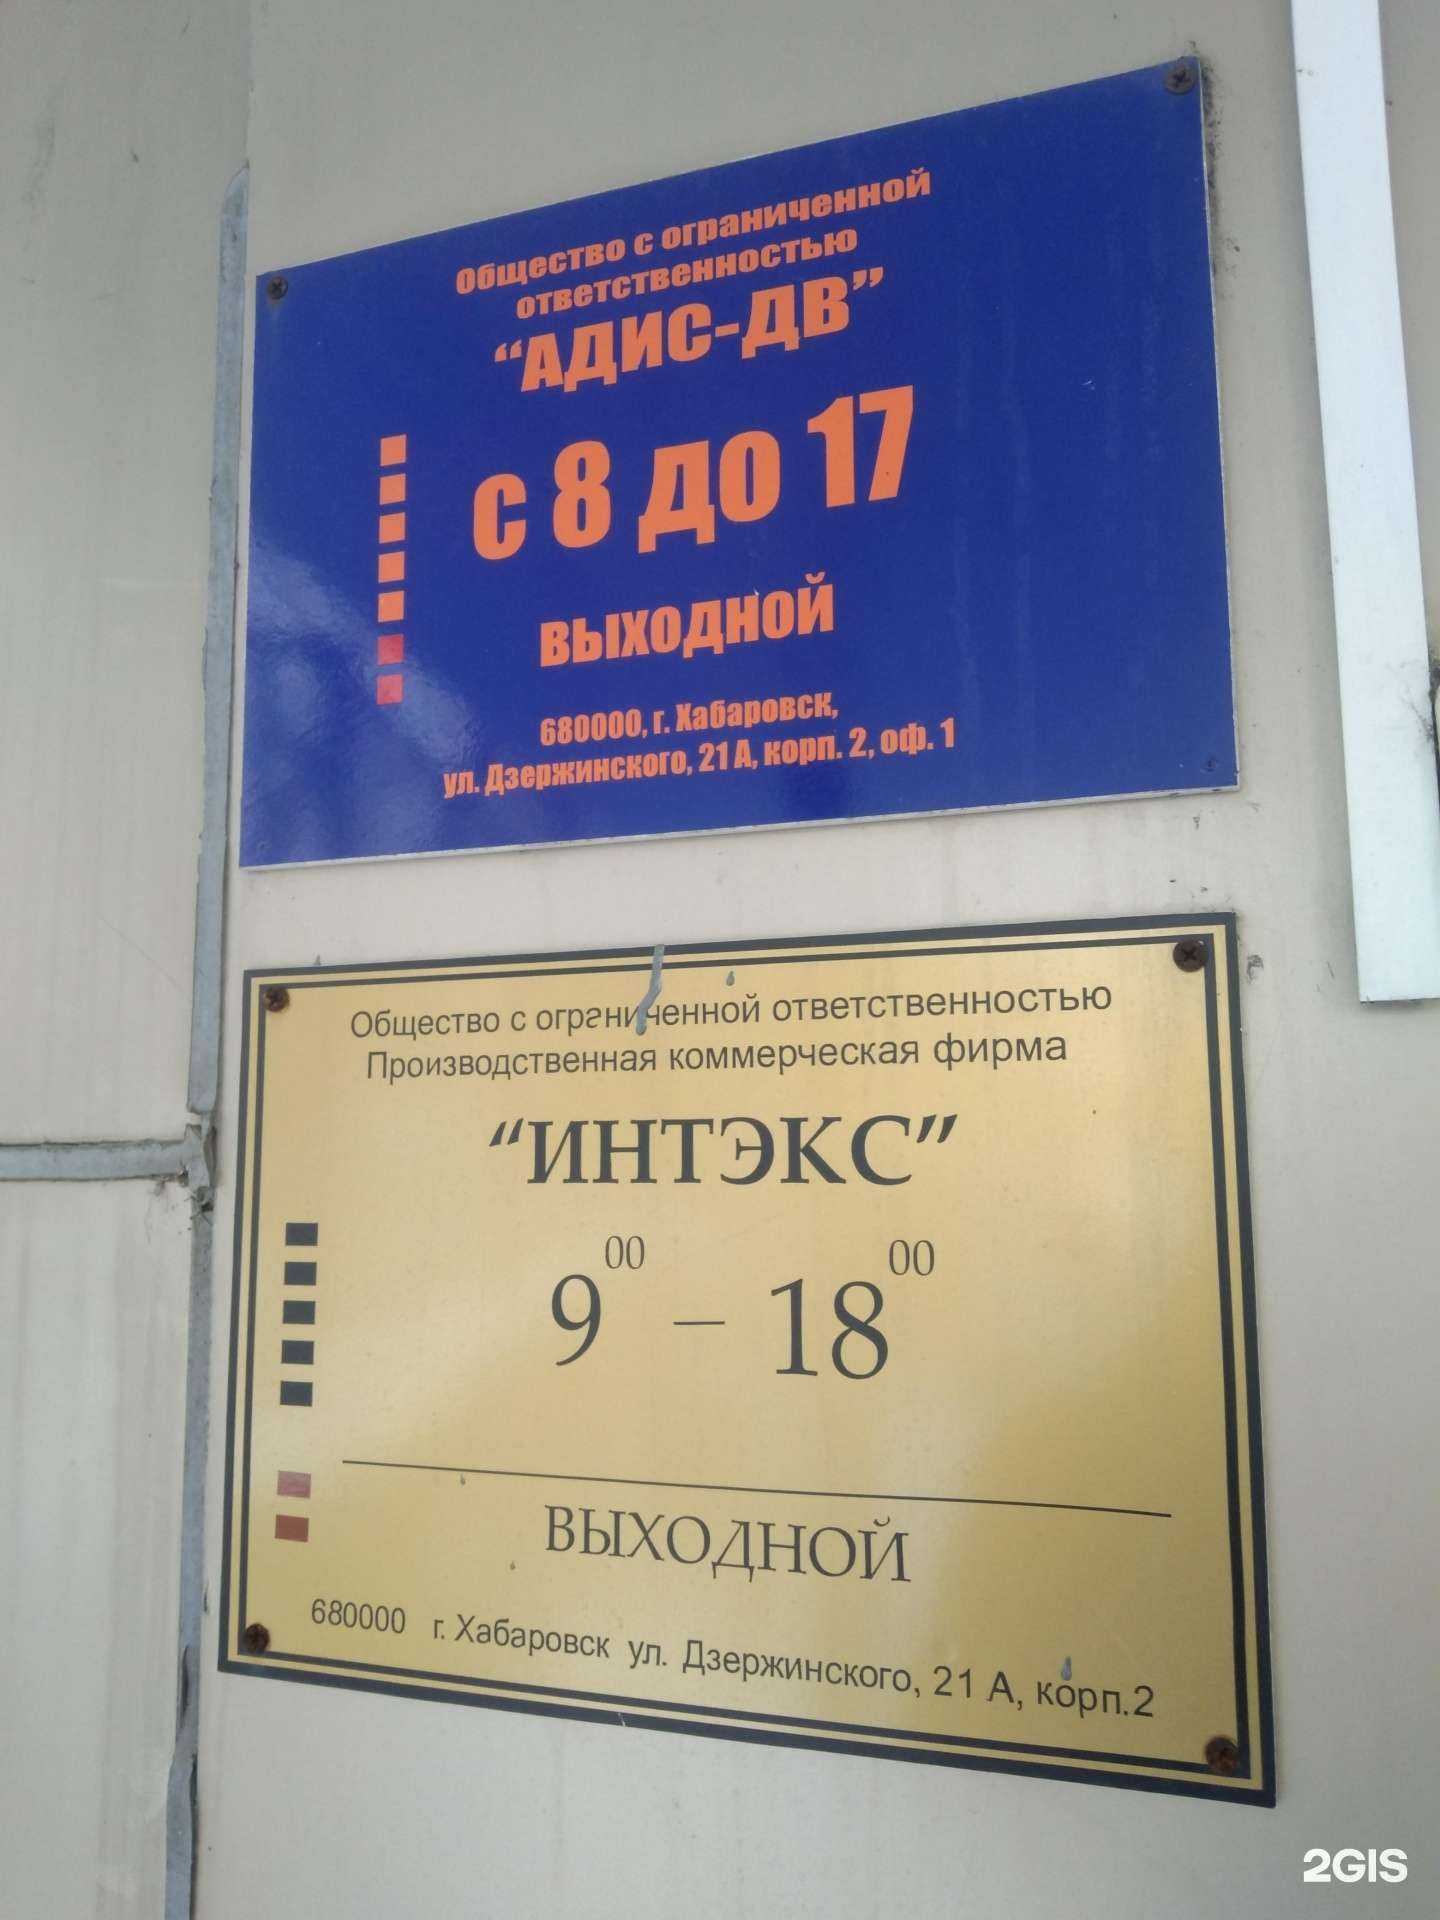 Общество с ограниченной
ответственностью
“АДИС-ДВ”
С 8 ДО 17
ВЫХОДНОЙ
680000, г. Хабаровск,
ул. Дзержинского, 21 А, корп. 2, оф. 1
Общество с ограниченной ответственностью
Производственная коммерческая фирма
“ИНТЭКС”
9 00 – 18 00
ВЫХОДНОЙ
680000 г. Хабаровск ул. Дзержинского, 21 А, корп.2
2GIS